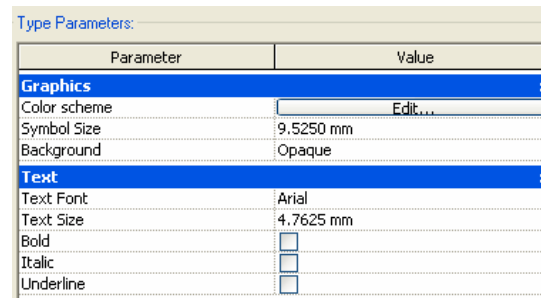 Type Parameters:
Parameter Value
Graphics
Color scheme Edit...
Symbol Size 9.5250 mm
Background Opaque
Text
Text Font Arial
Text Size 4.7625 mm
Bold
Italic
Underline